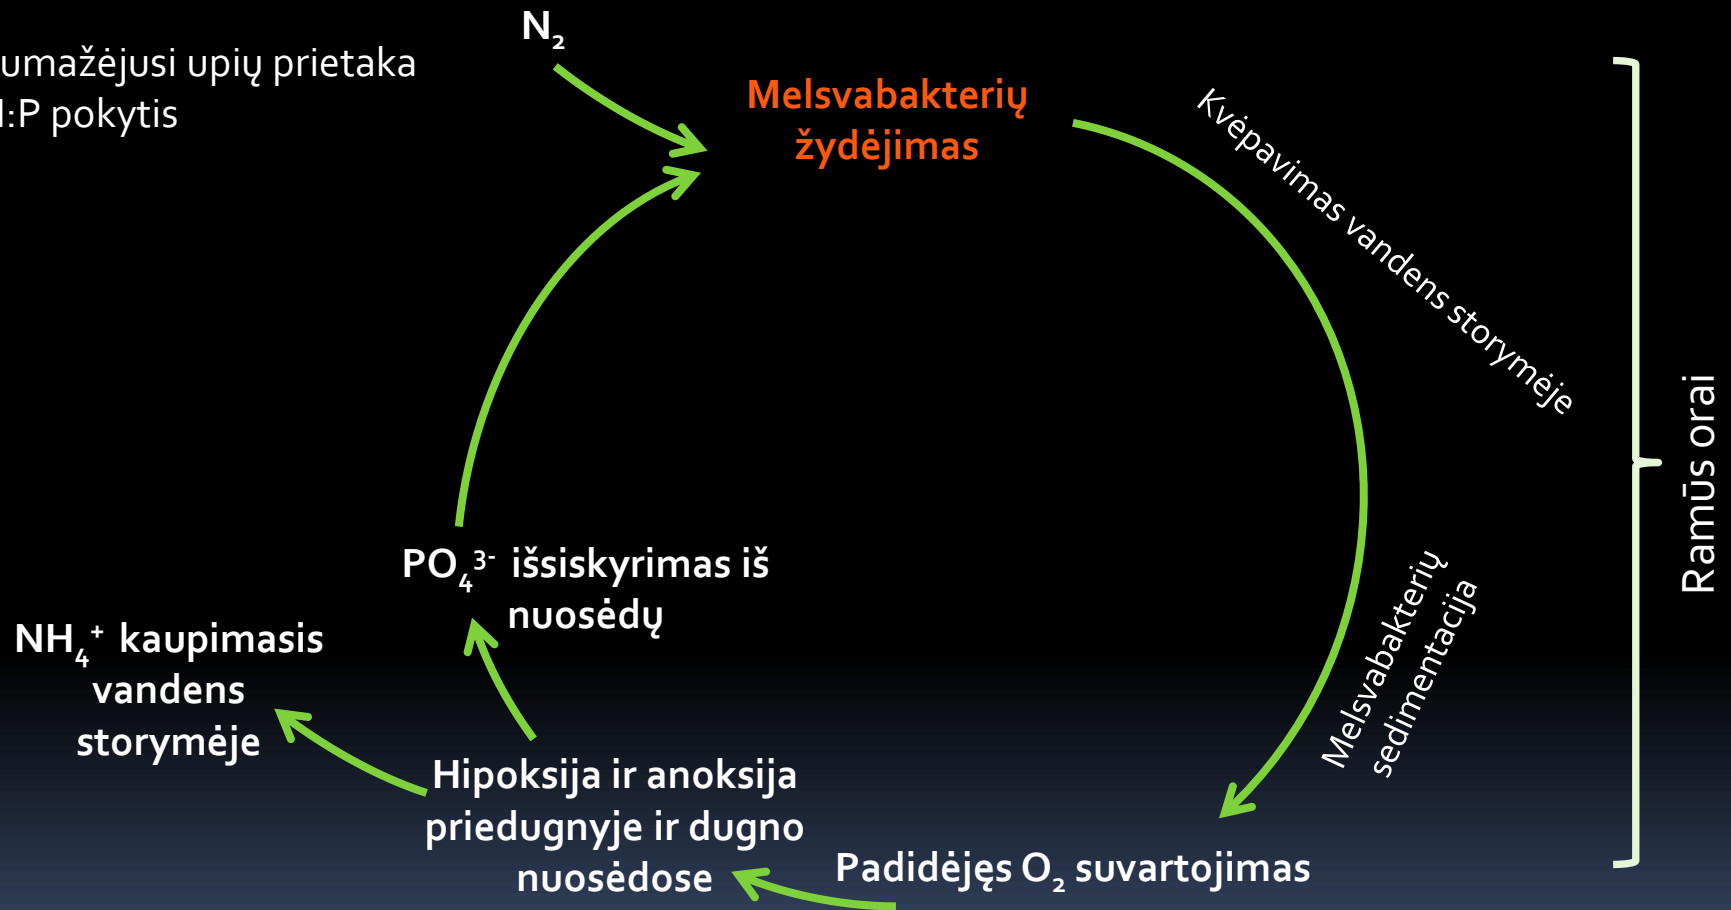 N₂
umažėjusi upių prietaka
:P pokytis
Melsvabakterių
žydėjimas
Kvėpavimas vandens storymėje
Ramūs orai
PO₄³⁻ išsiskyrimas iš
nuosėdų
Melsvabakterių
sedimentacija
NH₄⁺ kaupimasis
vandens
storymėje
Hipoksija ir anoksija
priedugnyje ir dugno
nuosėdose
Padidėjęs O₂ suvartojimas